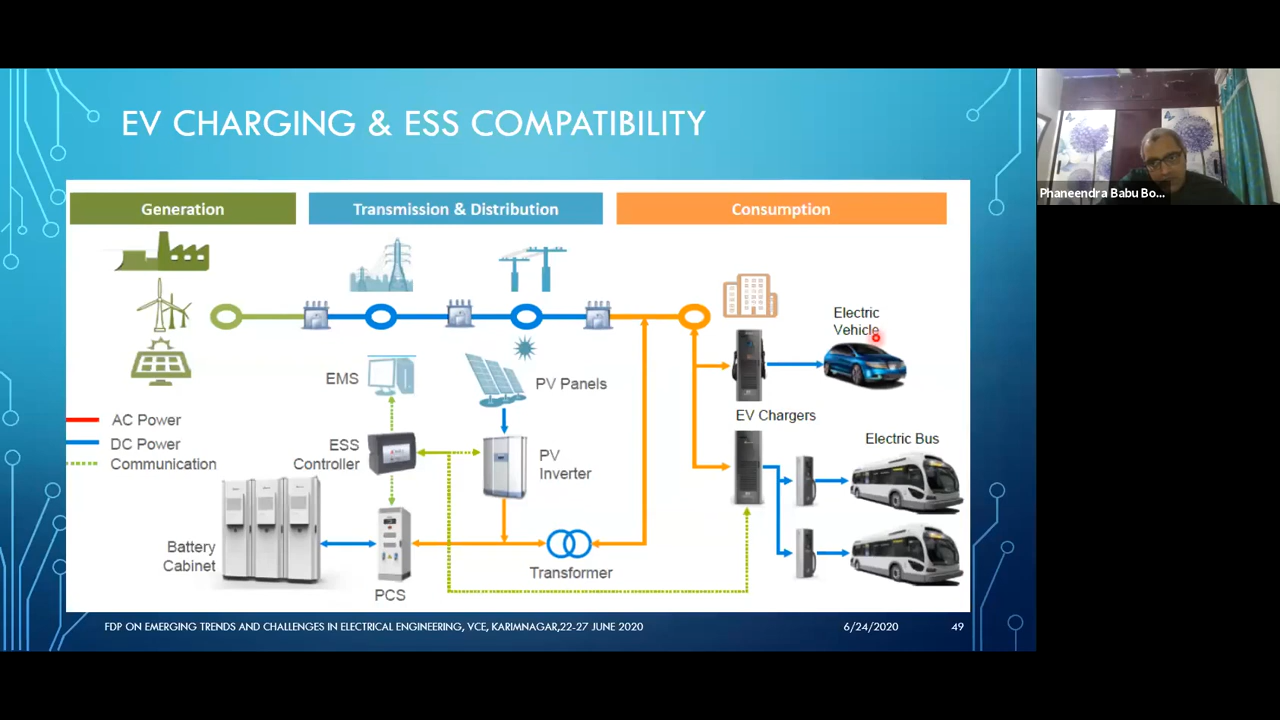 EV CHARGING & ESS COMPATIBILITY
Phaneendra Babu Bo...
Generation
Transmission & Distribution
Consumption
Electric
Vehicle
EMS
PV Panels
EV Chargers
AC Power
DC Power
Communication
ESS
Controller
PV
Inverter
Electric Bus
Battery
Cabinet
Transformer
PCS
FDP ON EMERGING TRENDS AND CHALLENGES IN ELECTRICAL ENGINEERING, VCE, KARIMNAGAR,22-27 JUNE 2020
6/24/2020
49